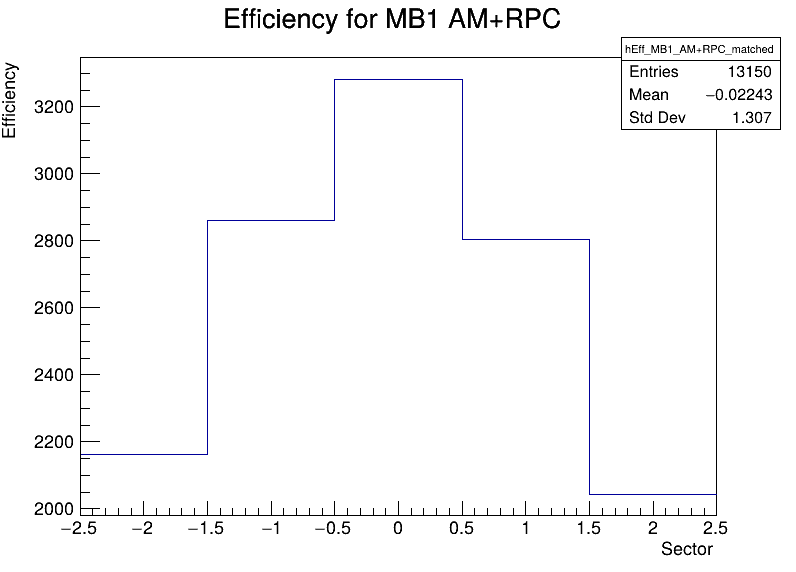 Efficiency for MB1 AM+RPC
hEff_MB1_AM+RPC_matched
Entries 13150
Mean −0.02243
Std Dev 1.307
Efficiency
3200
3000
2800
2600
2400
2200
2000
−2.5 −2 −1.5 −1 −0.5 0 0.5 1 1.5 2 2.5
Sector